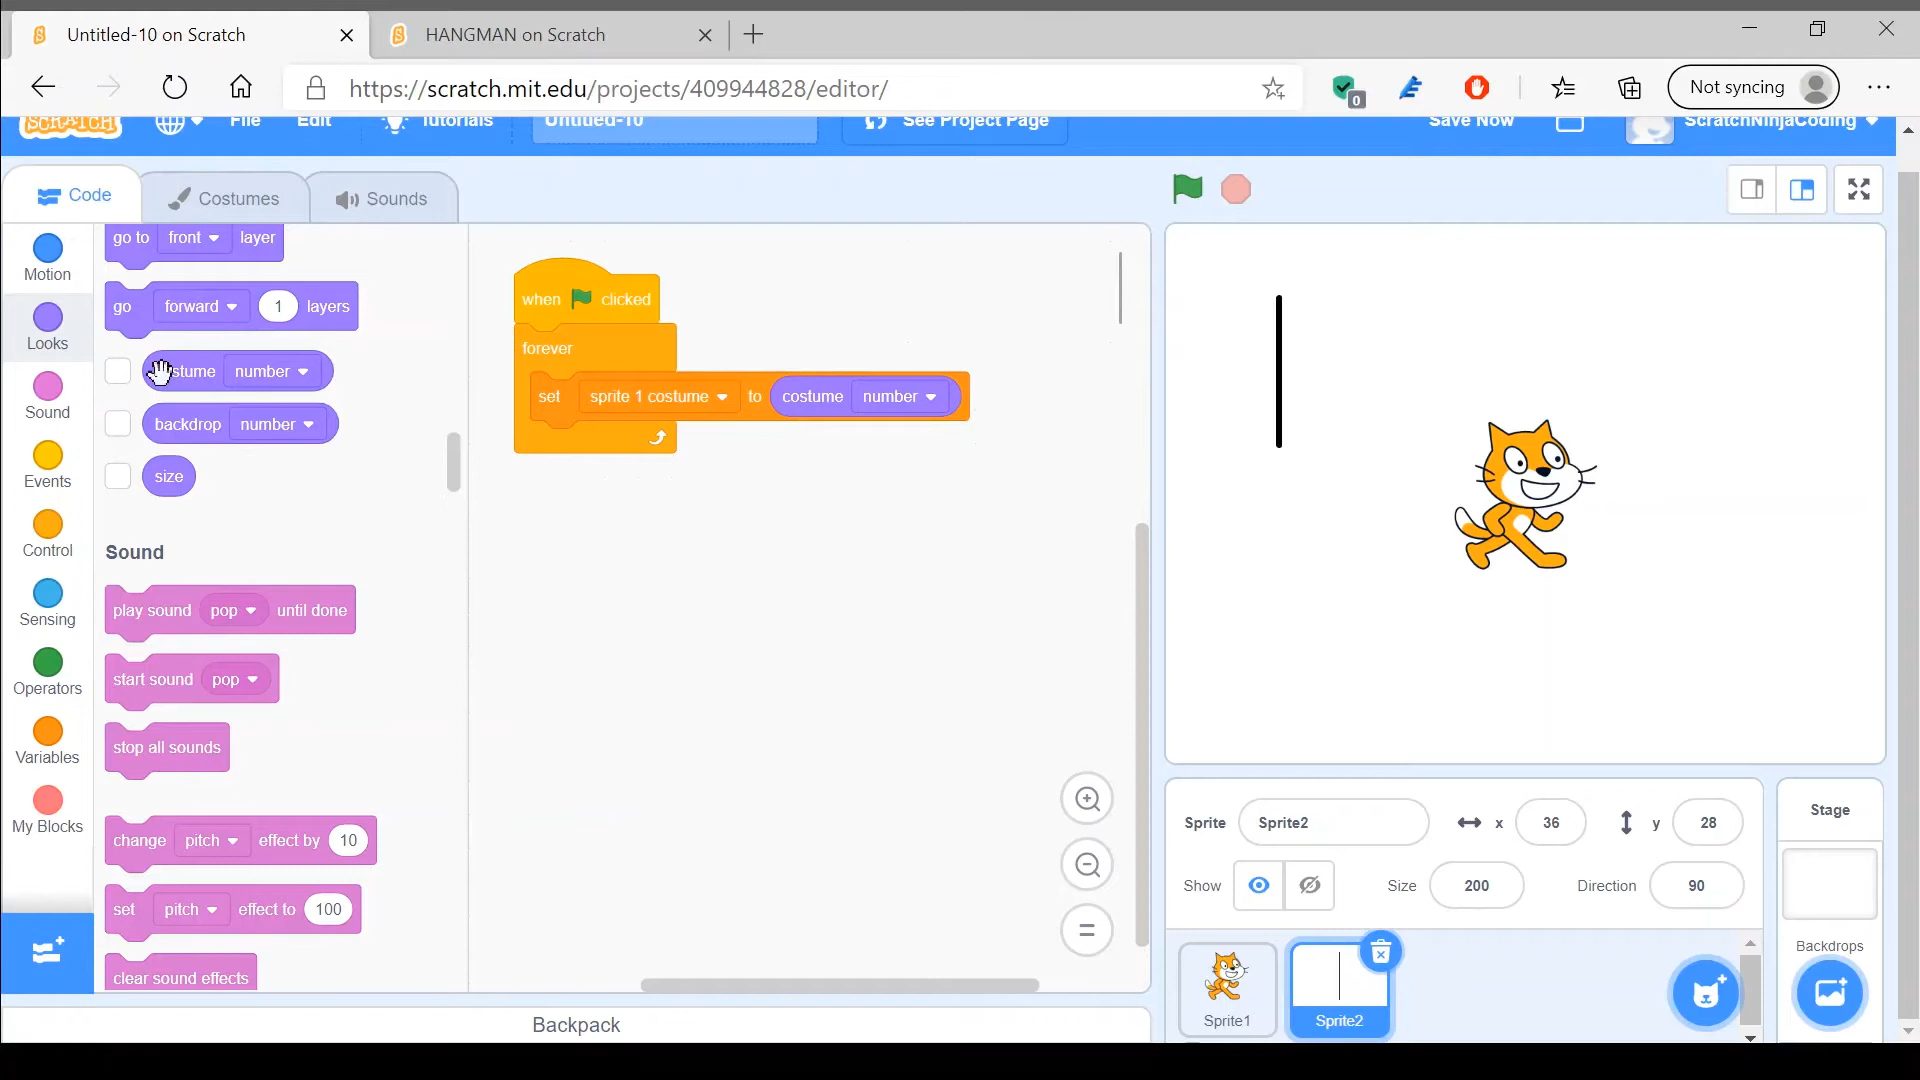 Untitled-10 on Scratch
HANGMAN on Scratch
https://scratch.mit.edu/projects/409944828/editor/
0
Not syncing
SCRATCH
File
Edit
Tutorials
Untitled-10
See Project Page
Save Now
ScratchNinjaCoding
Code
Costumes
Sounds
Motion
Looks
Sound
Events
Control
Sensing
Operators
Variables
My Blocks
go to front layer
go forward 1 layers
stume number
backdrop number
size
Sound
play sound pop until done
start sound pop
stop all sounds
change pitch effect by 10
set pitch effect to 100
clear sound effects
when clicked
forever
set sprite 1 costume to costume number
Backpack
Sprite Sprite2 x 36 y 28
Show Size 200 Direction 90
Sprite1
Sprite2
Stage
Backdrops